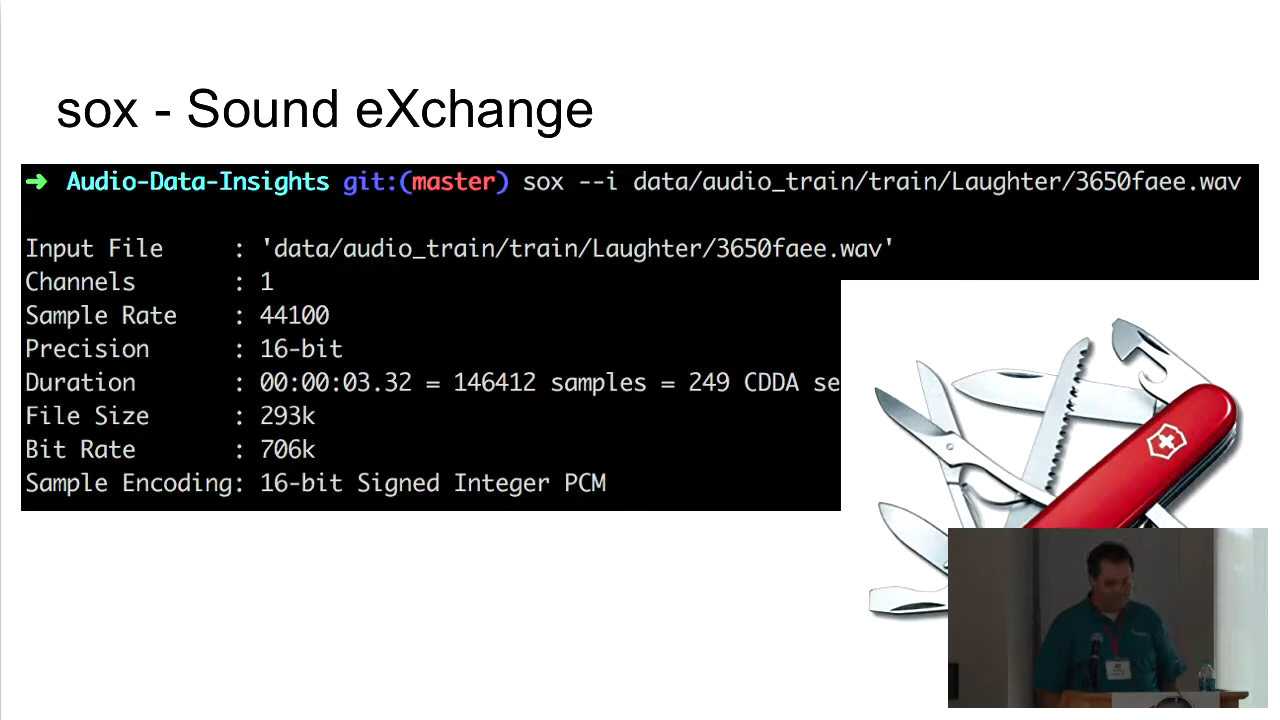 sox - Sound eXchange
➜ Audio-Data-Insights git:(master) sox --i data/audio_train/train/Laughter/3650faee.wav
Input File : 'data/audio_train/train/Laughter/3650faee.wav'
Channels : 1
Sample Rate : 44100
Precision : 16-bit
Duration : 00:00:03.32 = 146412 samples = 249 CDDA se
File Size : 293k
Bit Rate : 706k
Sample Encoding: 16-bit Signed Integer PCM